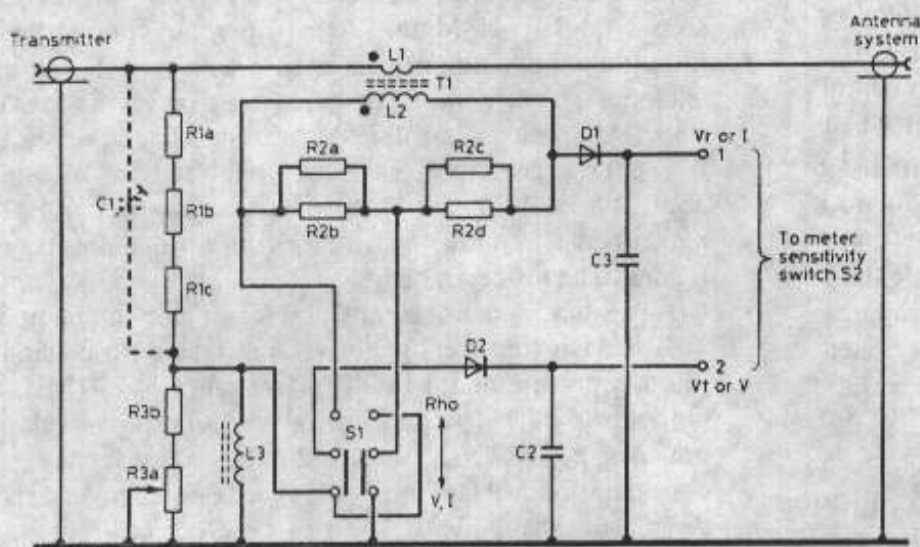 Transmitter
Antenna
system
L1
T1
L2
R1a
R2a
R2c
D1
Vr or I
1
C1
R1b
R2b
R2d
C3
To meter
sensitivity
switch S2
R1c
D2
2
Vf or V
R3b
Rho
L3
S1
C2
R3a
V, I